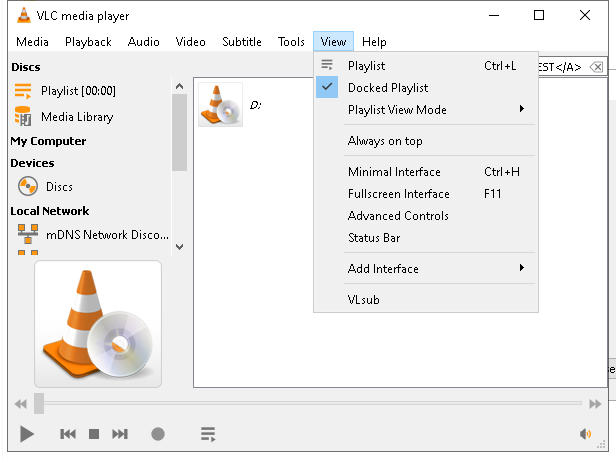 VLC media player
Media Playback Audio Video Subtitle Tools View Help
Discs
Playlist [00:00]
Media Library
My Computer
Devices
Discs
Local Network
mDNS Network Disco...
D:
EST</A>
Playlist Ctrl+L
Docked Playlist
Playlist View Mode
Always on top
Minimal Interface Ctrl+H
Fullscreen Interface F11
Advanced Controls
Status Bar
Add Interface
VLsub